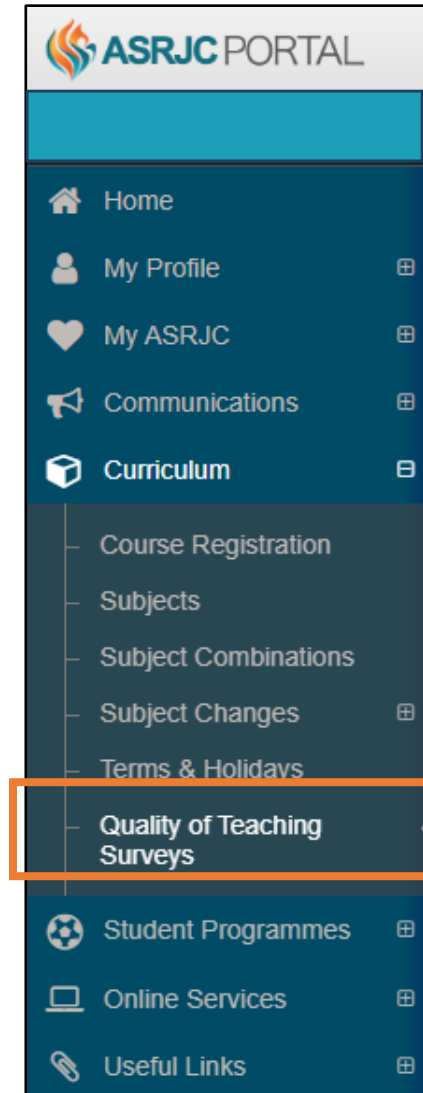 ASRJC PORTAL
Home
My Profile
My ASRJC
Communications
Curriculum
Course Registration
Subjects
Subject Combinations
Subject Changes
Terms & Holidays
Quality of Teaching
Surveys
Student Programmes
Online Services
Useful Links